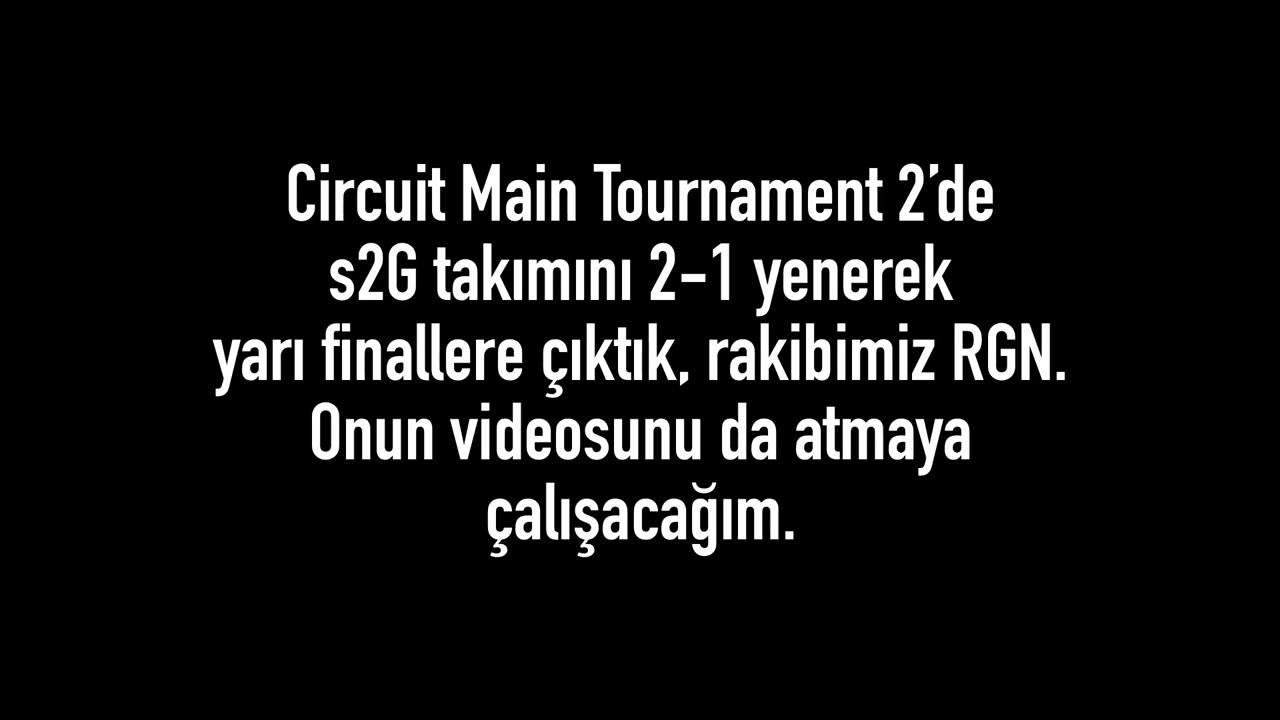 Circuit Main Tournament 2’de
s2G takımını 2-1 yenerek
yarı finallere çıktık, rakibimiz RGN.
Onun videosunu da atmaya
çalışacağım.